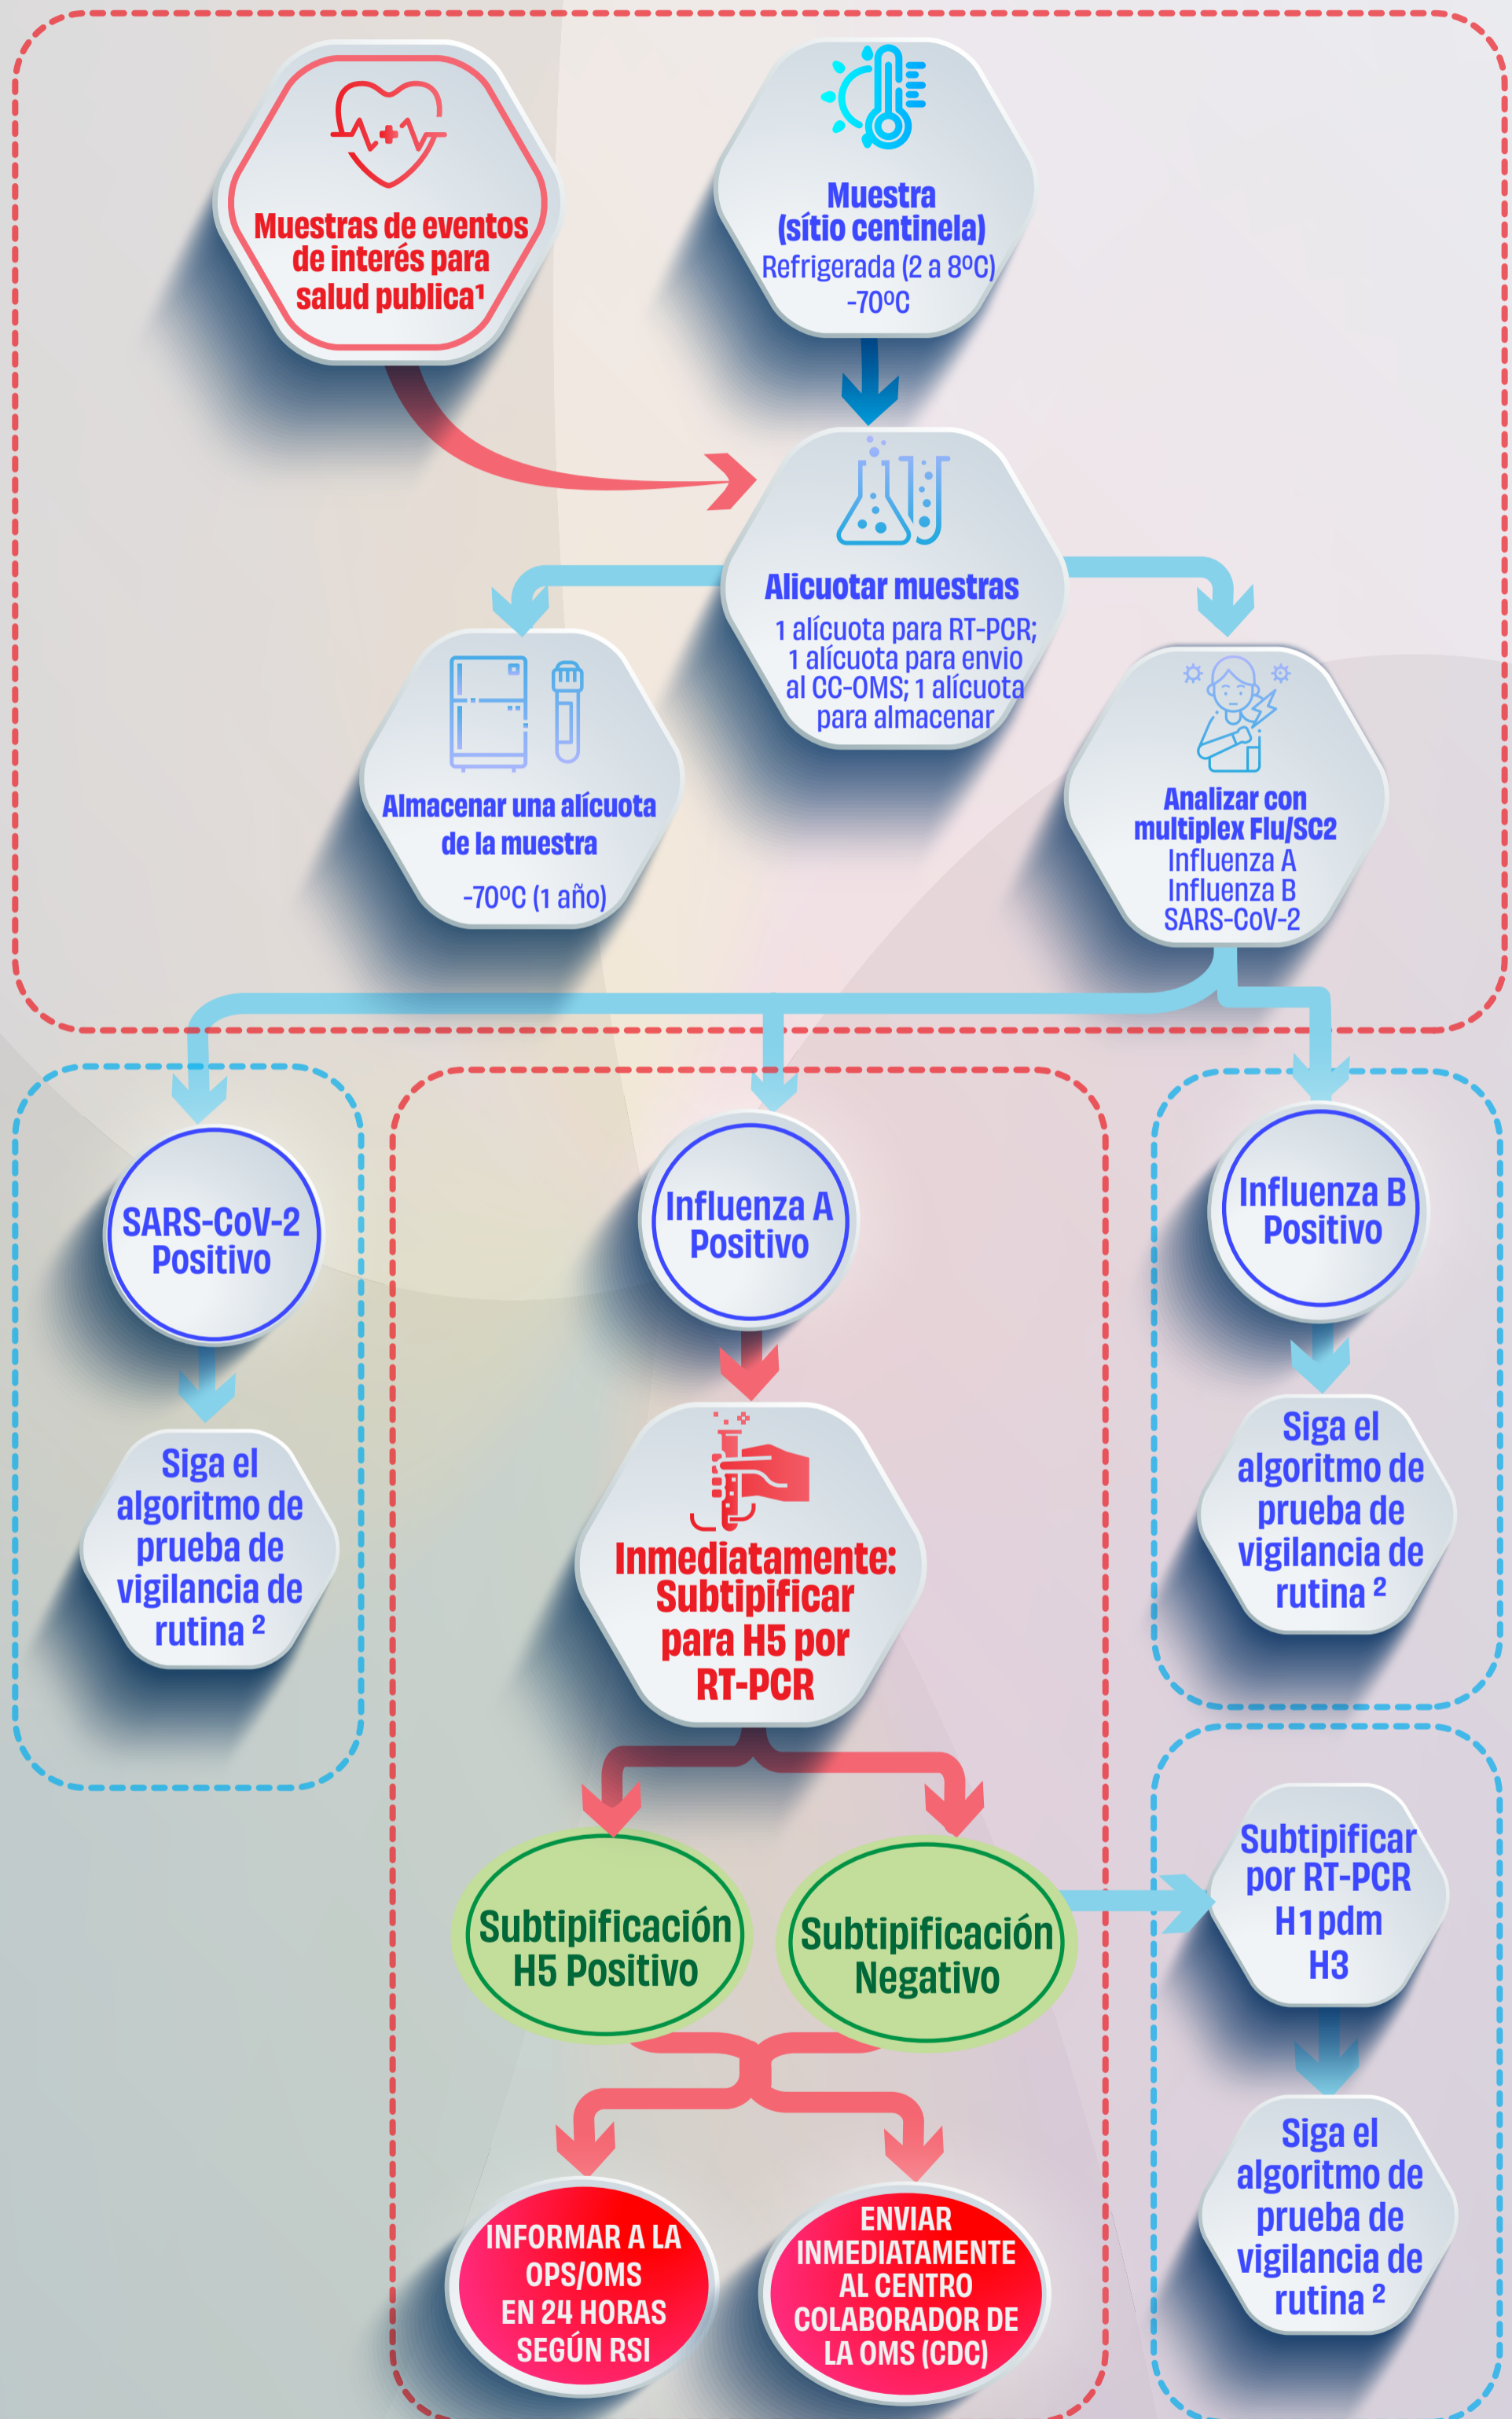 Muestras de eventos
de interés para
salud publica¹
Muestra
(sítio centinela)
Refrigerada (2 a 8ºC)
-70ºC
Alicuotar muestras
1 alícuota para RT-PCR;
1 alícuota para envio
al CC-OMS; 1 alícuota
para almacenar
Almacenar una alícuota
de la muestra
-70ºC (1 año)
Analizar con
multiplex Flu/SC2
Influenza A
Influenza B
SARS-CoV-2
SARS-CoV-2
Positivo
Influenza A
Positivo
Influenza B
Positivo
Siga el
algoritmo de
prueba de
vigilancia de
rutina ²
Inmediatamente:
Subtipificar
para H5 por
RT-PCR
Siga el
algoritmo de
prueba de
vigilancia de
rutina ²
Subtipificación
H5 Positivo
Subtipificación
Negativo
Subtipificar
por RT-PCR
H1pdm
H3
INFORMAR A LA
OPS/OMS
EN 24 HORAS
SEGÚN RSI
ENVIAR
INMEDIATAMENTE
AL CENTRO
COLABORADOR DE
LA OMS (CDC)
Siga el
algoritmo de
prueba de
vigilancia de
rutina ²